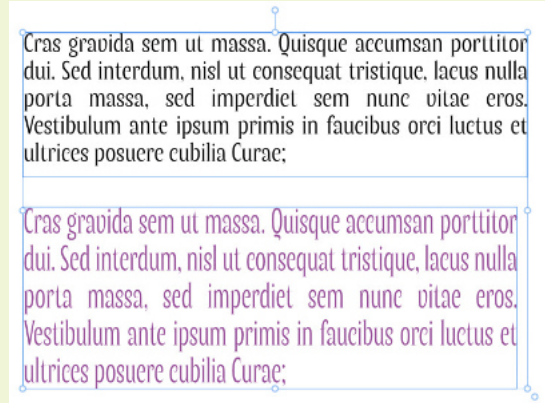 Cras gravida sem ut massa. Quisque accumsan porttitor
dui. Sed interdum, nisl ut consequat tristique, lacus nulla
porta massa, sed imperdiet sem nunc vitae eros.
Vestibulum ante ipsum primis in faucibus orci luctus et
ultrices posuere cubilia Curae;
Cras gravida sem ut massa. Quisque accumsan porttitor
dui. Sed interdum, nisl ut consequat tristique, lacus nulla
porta massa, sed imperdiet sem nunc vitae eros.
Vestibulum ante ipsum primis in faucibus orci luctus et
ultrices posuere cubilia Curae;